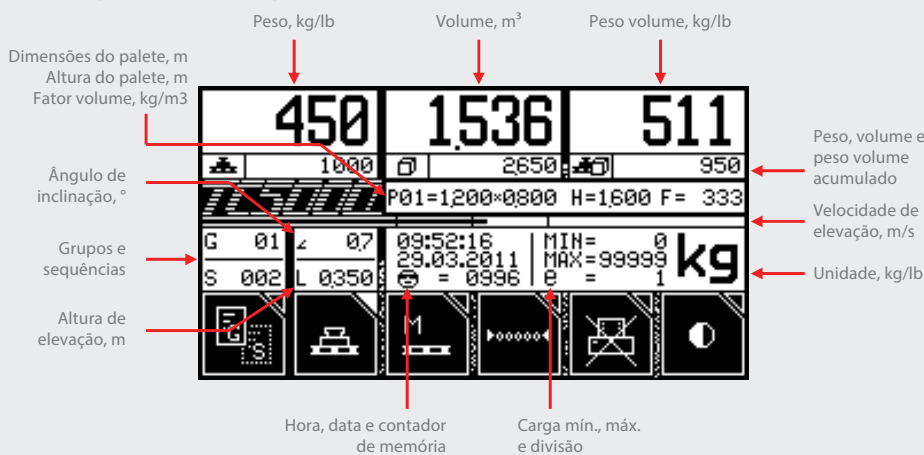 Peso, kg/lb
Volume, m³
Peso volume, kg/lb
Dimensões do palete, m
Altura do palete, m
Fator volume, kg/m3
450
1,536
511
1000
2,650
950
Peso, volume e
peso volume
acumulado
P01=1,200×0,800 H=1,600 F= 333
Ângulo de
inclinação, °
Velocidade de
elevação, m/s
G 01
0,7
09:52:16
MIN= 0
Grupos e
sequências
29.03.2011
MAX=99999
kg
Unidade, kg/lb
S 002
L 0,350
= 0996
e = 1
Altura de
elevação, m
G
S
M
Hora, data e contador
de memória
Carga mín., máx.
e divisão